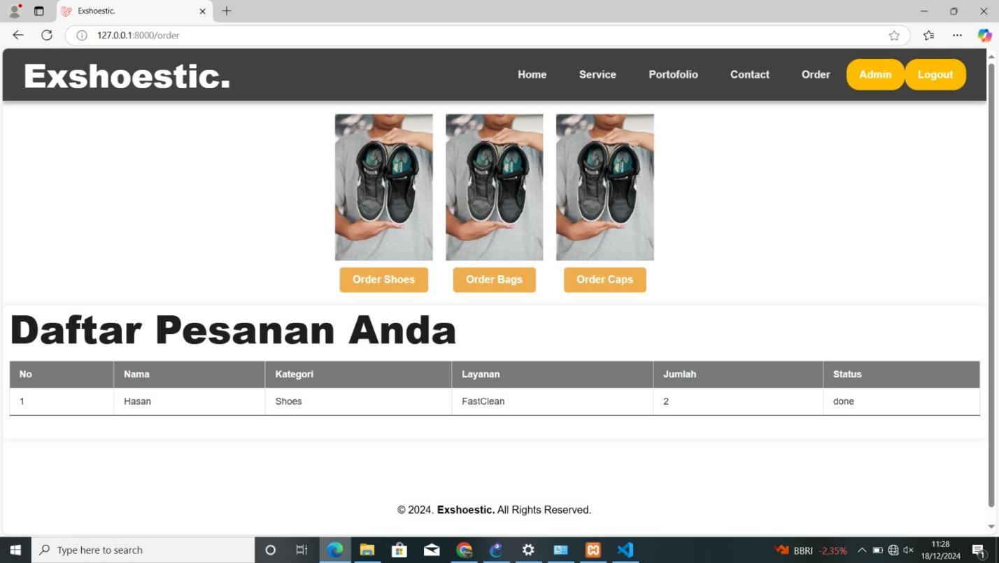 Exshoestic.
127.0.0.1:8000/order
Exshoestic.
Home Service Portofolio Contact Order Admin Logout
Order Shoes Order Bags Order Caps
Daftar Pesanan Anda
No Nama Kategori Layanan Jumlah Status
1 Hasan Shoes FastClean 2 done
© 2024. Exshoestic. All Rights Reserved.
Type here to search
BBRI -2,35%
11:28
18/12/2024
1